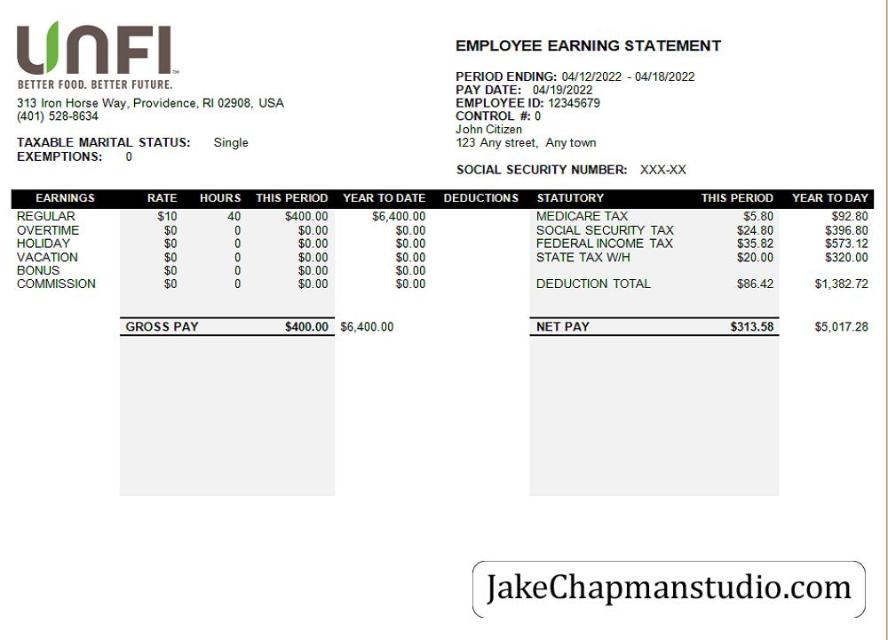 UNFI
BETTER FOOD. BETTER FUTURE.
313 Iron Horse Way, Providence, RI 02908, USA
(401) 528-8634
TAXABLE MARITAL STATUS: Single
EXEMPTIONS: 0
EMPLOYEE EARNING STATEMENT
PERIOD ENDING: 04/12/2022 - 04/18/2022
PAY DATE: 04/19/2022
EMPLOYEE ID: 12345679
CONTROL #: 0
John Citizen
123 Any street, Any town
SOCIAL SECURITY NUMBER: XXX-XX
EARNINGS RATE HOURS THIS PERIOD YEAR TO DATE DEDUCTIONS STATUTORY THIS PERIOD YEAR TO DAY
REGULAR $10 40 $400.00 $6,400.00 MEDICARE TAX $5.80 $92.80
OVERTIME $0 0 $0.00 $0.00 SOCIAL SECURITY TAX $24.80 $396.80
HOLIDAY $0 0 $0.00 $0.00 FEDERAL INCOME TAX $35.82 $573.12
VACATION $0 0 $0.00 $0.00 STATE TAX W/H $20.00 $320.00
BONUS $0 0 $0.00 $0.00
COMMISSION $0 0 $0.00 $0.00 DEDUCTION TOTAL $86.42 $1,382.72
GROSS PAY $400.00 $6,400.00 NET PAY $313.58 $5,017.28
JakeChapmanstudio.com